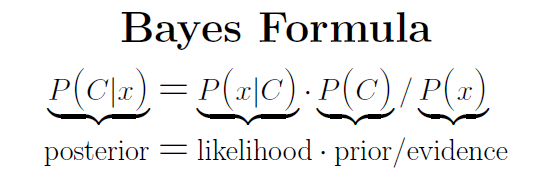 Bayes Formula
P(C|x) = P(x|C) · P(C) / P(x)
posterior = likelihood · prior/evidence